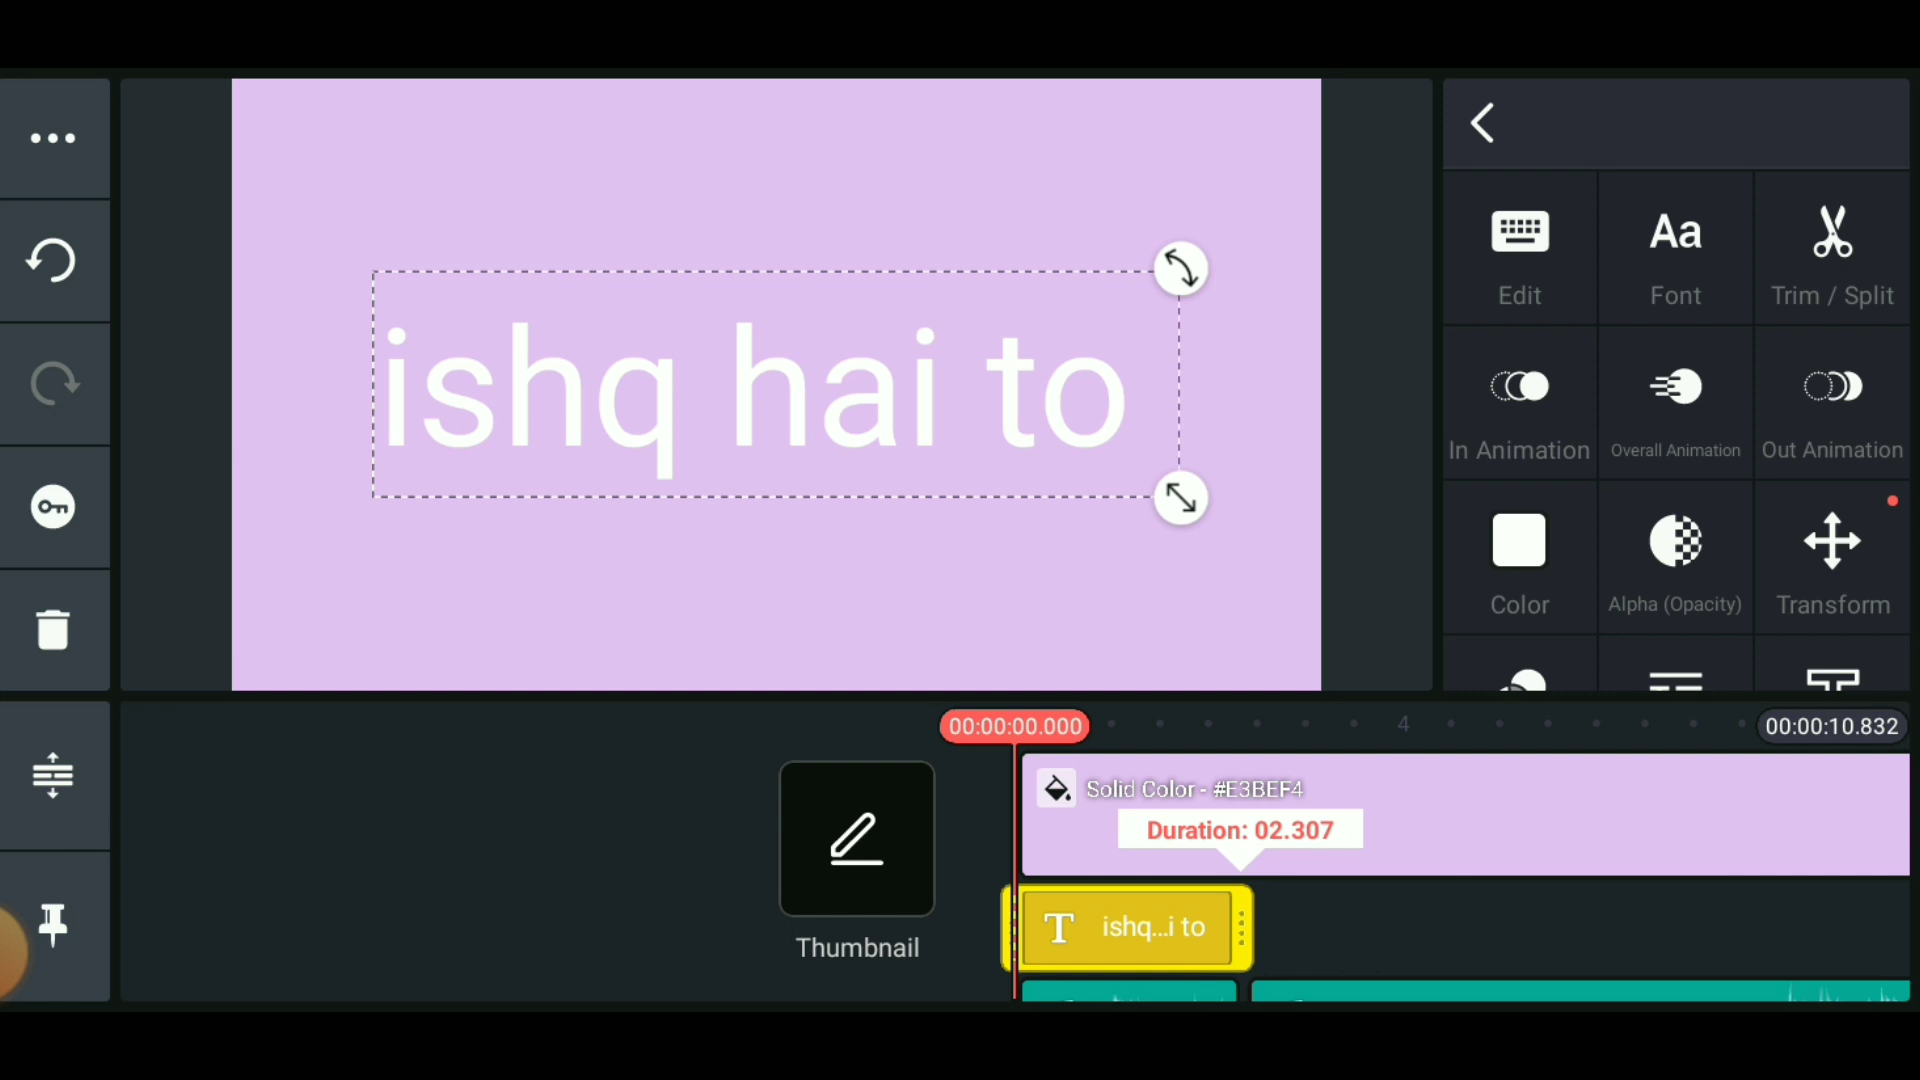 ishq hai to
Edit
Font
Trim / Split
In Animation
Overall Animation
Out Animation
Color
Alpha (Opacity)
Transform
00:00:00.000
4
00:00:10.832
Solid Color - #E3BEF4
Duration: 02.307
T ishq...i to
Thumbnail